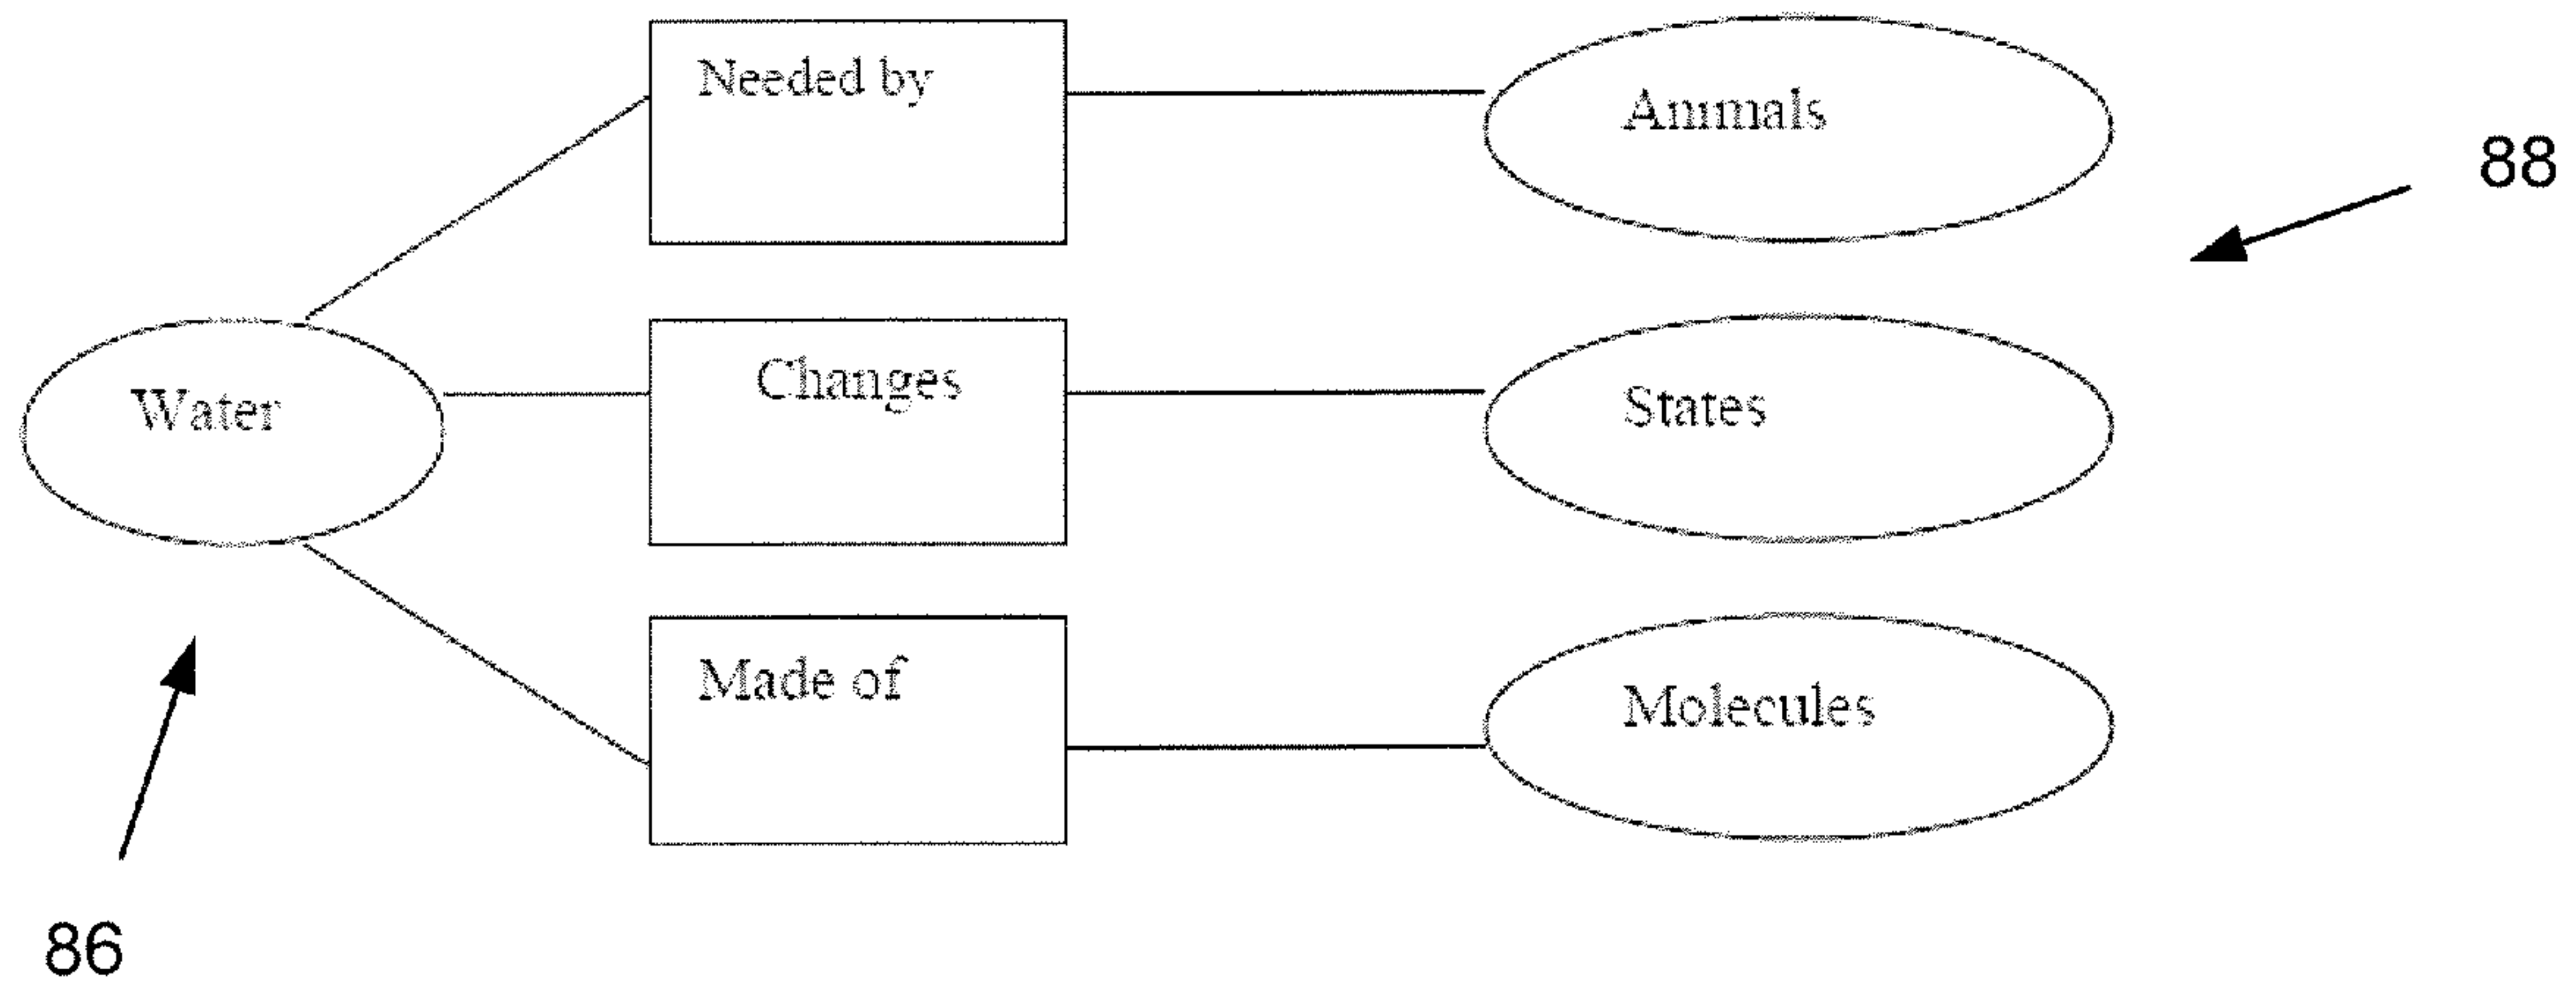 Needed by
Animals
88
Water
Changes
States
Made of
Molecules
86